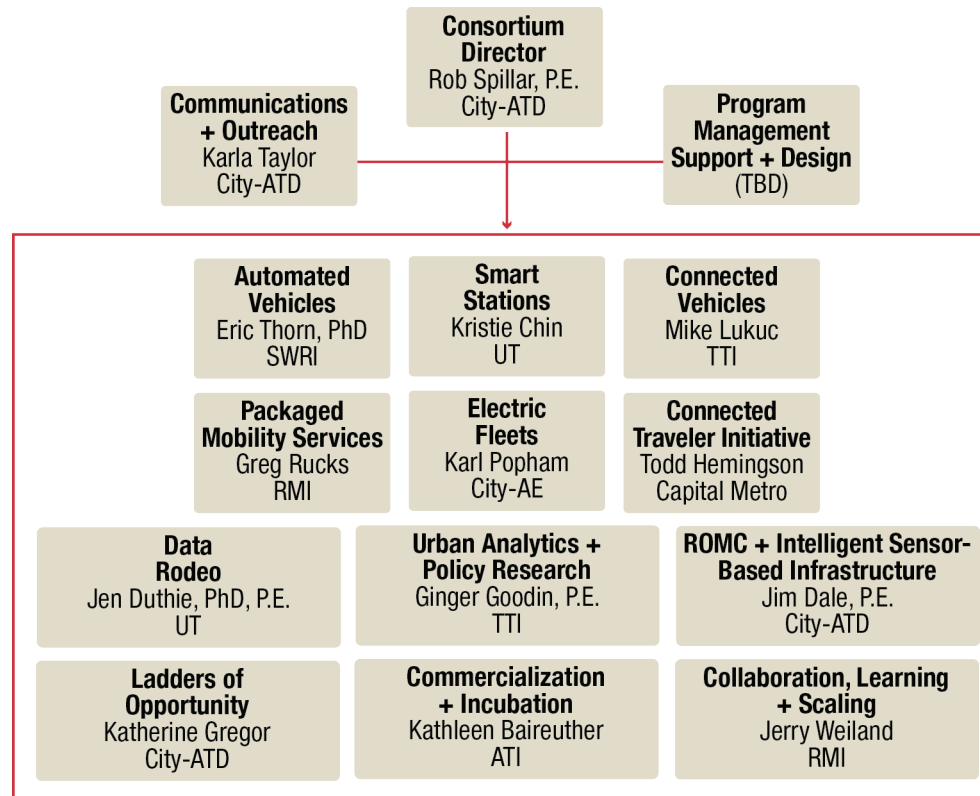 Consortium
Director
Rob Spillar, P.E.
City-ATD
Communications
+ Outreach
Karla Taylor
City-ATD
Program
Management
Support + Design
(TBD)
Automated
Vehicles
Eric Thorn, PhD
SWRI
Smart
Stations
Kristie Chin
UT
Connected
Vehicles
Mike Lukuc
TTI
Packaged
Mobility Services
Greg Rucks
RMI
Electric
Fleets
Karl Popham
City-AE
Connected
Traveler Initiative
Todd Hemingson
Capital Metro
Data
Rodeo
Jen Duthie, PhD, P.E.
UT
Urban Analytics +
Policy Research
Ginger Goodin, P.E.
TTI
ROMC + Intelligent Sensor-
Based Infrastructure
Jim Dale, P.E.
City-ATD
Ladders of
Opportunity
Katherine Gregor
City-ATD
Commercialization
+ Incubation
Kathleen Baireuther
ATI
Collaboration, Learning
+ Scaling
Jerry Weiland
RMI